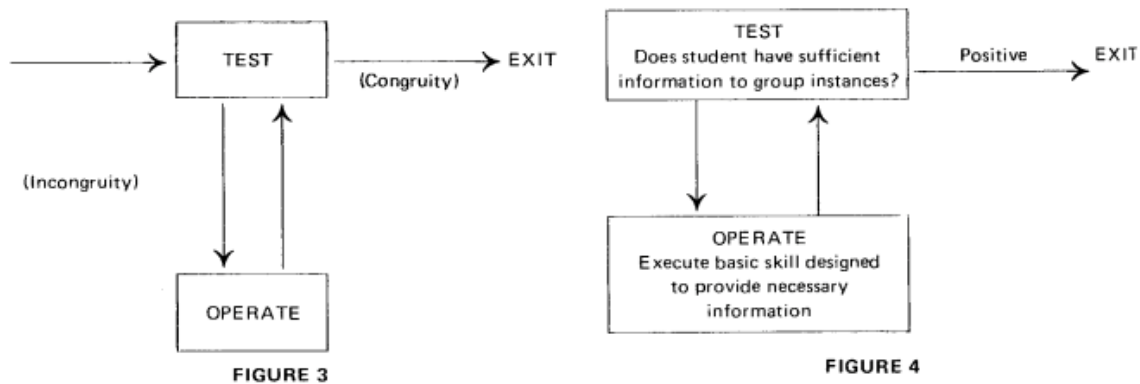 TEST
EXIT
(Congruity)
(Incongruity)
OPERATE
FIGURE 3
TEST
Does student have sufficient
information to group instances?
Positive
EXIT
OPERATE
Execute basic skill designed
to provide necessary
information
FIGURE 4